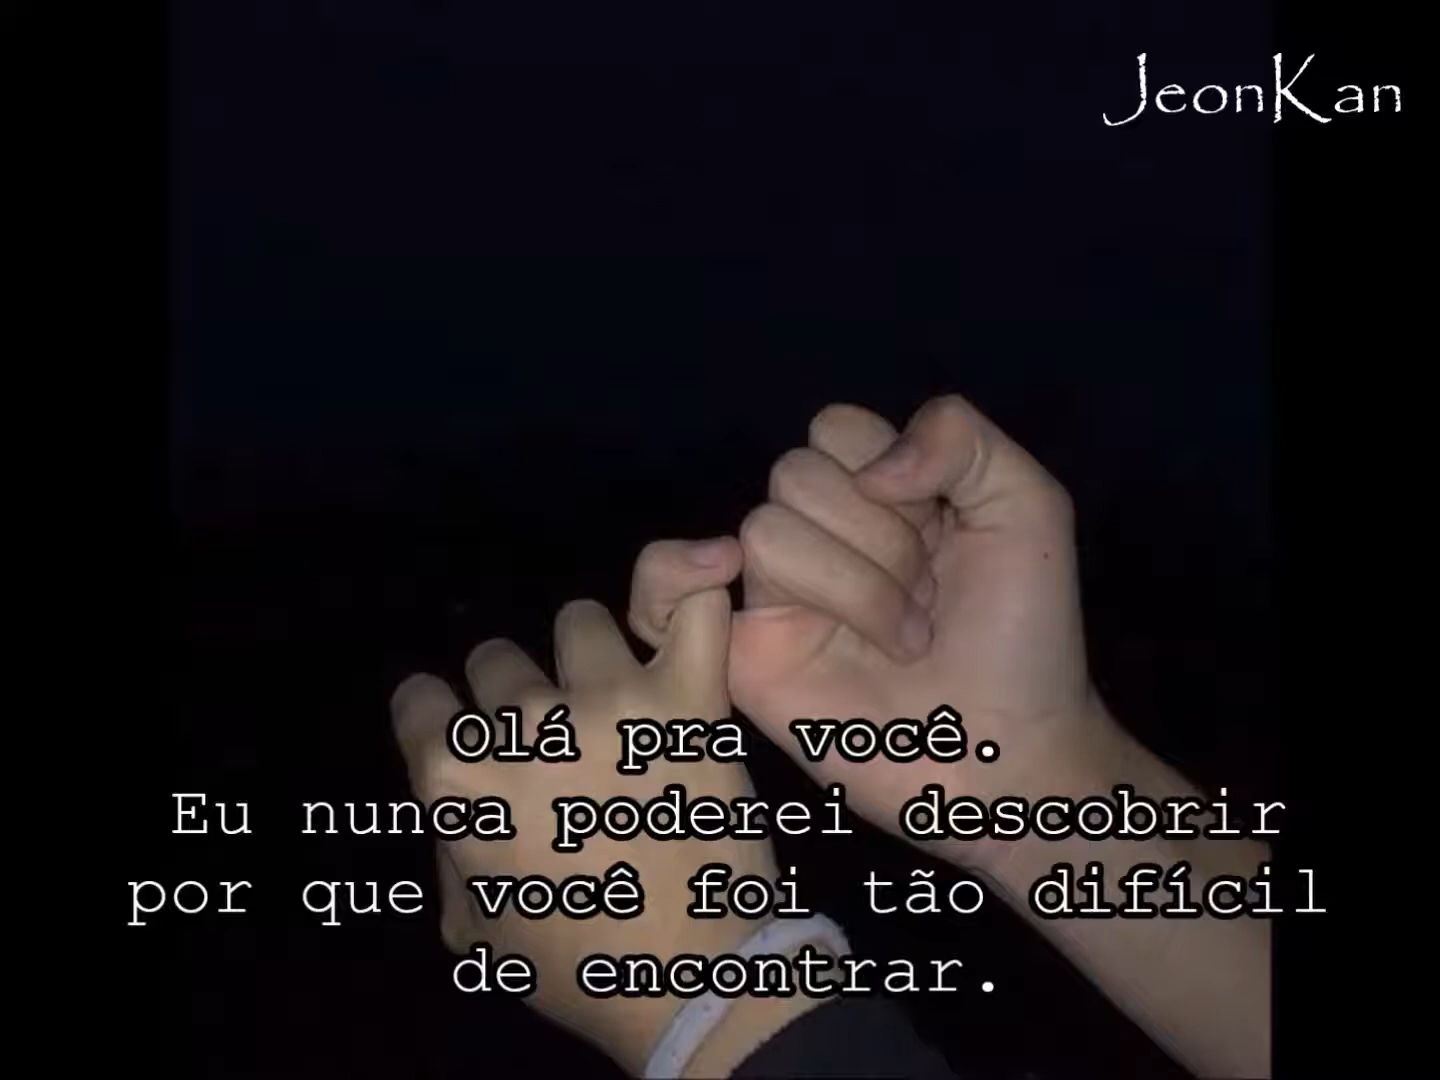 JeonKan
Olá pra você.
Eu nunca poderei descobrir
por que você foi tão difícil
de encontrar.